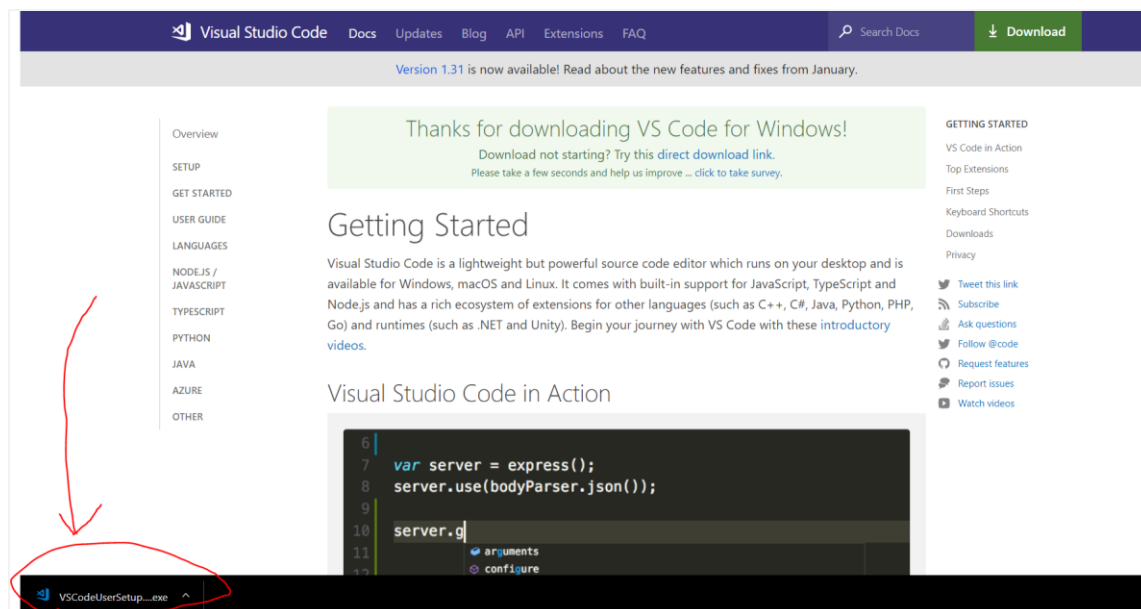 Visual Studio Code Docs Updates Blog API Extensions FAQ Search Docs Download
Version 1.31 is now available! Read about the new features and fixes from January.
Overview
SETUP
GET STARTED
USER GUIDE
LANGUAGES
NODE.JS /
JAVASCRIPT
TYPESCRIPT
PYTHON
JAVA
AZURE
OTHER
Thanks for downloading VS Code for Windows!
Download not starting? Try this direct download link.
Please take a few seconds and help us improve ... click to take survey.
Getting Started
Visual Studio Code is a lightweight but powerful source code editor which runs on your desktop and is
available for Windows, macOS and Linux. It comes with built-in support for JavaScript, TypeScript and
Node.js and has a rich ecosystem of extensions for other languages (such as C++, C#, Java, Python, PHP,
Go) and runtimes (such as .NET and Unity). Begin your journey with VS Code with these introductory
videos.
Visual Studio Code in Action
6
7 var server = express();
8 server.use(bodyParser.json());
9
10 server.g
11 arguments
12 configure
GETTING STARTED
VS Code in Action
Top Extensions
First Steps
Keyboard Shortcuts
Downloads
Privacy
Tweet this link
Subscribe
Ask questions
Follow @code
Request features
Report issues
Watch videos
VSCodeUserSetup....exe